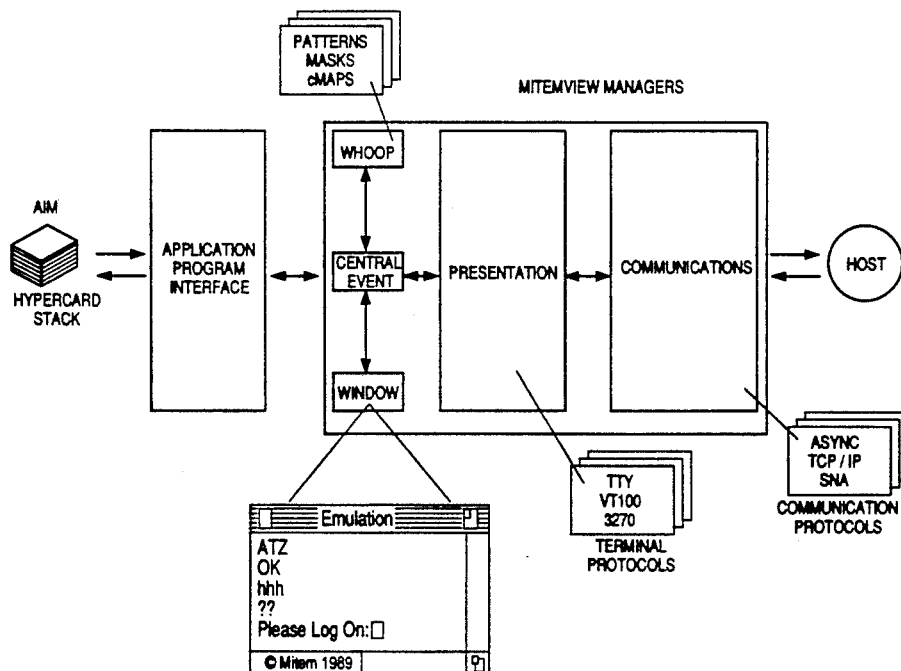 PATTERNS
MASKS
cMAPS
MITEMVIEW MANAGERS
WHOOP
AIM
HYPERCARD
STACK
APPLICATION
PROGRAM
INTERFACE
CENTRAL
EVENT
PRESENTATION
COMMUNICATIONS
HOST
WINDOW
ASYNC
TCP / IP
SNA
COMMUNICATION
PROTOCOLS
TTY
VT100
3270
TERMINAL
PROTOCOLS
Emulation
ATZ
OK
hhh
??
Please Log On:
© Mitem 1989